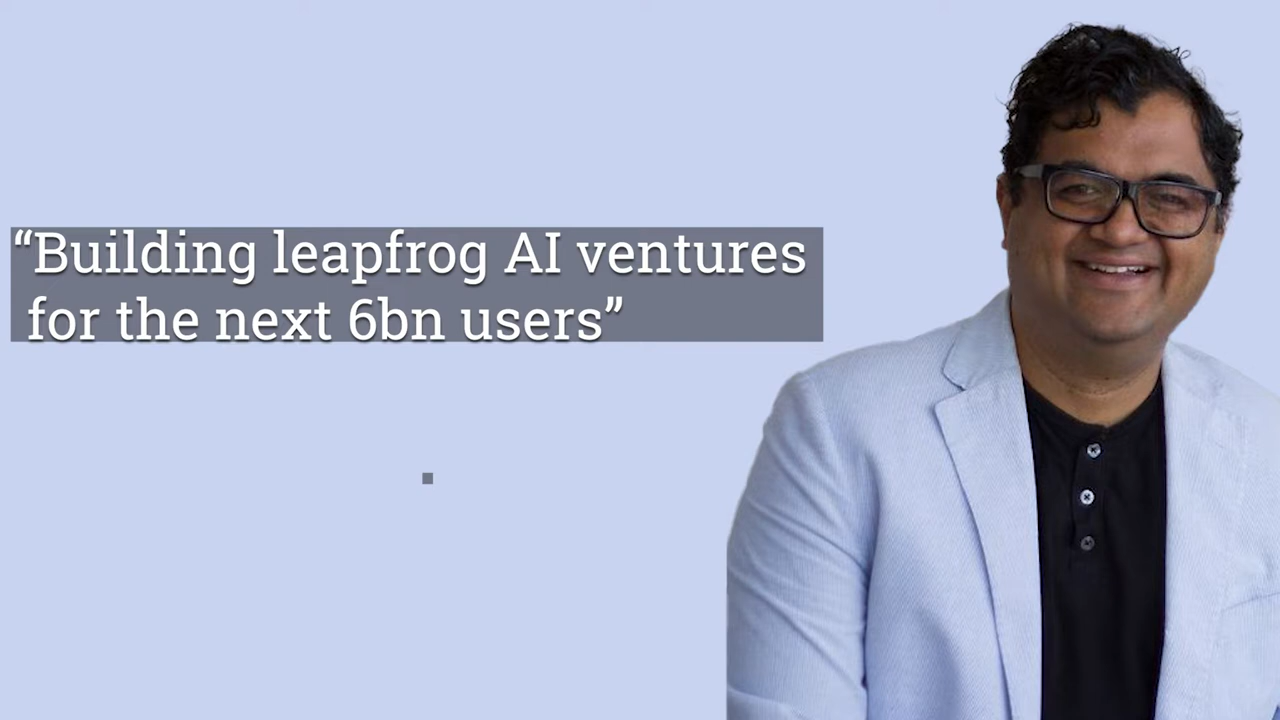 “Building leapfrog AI ventures
for the next 6bn users”